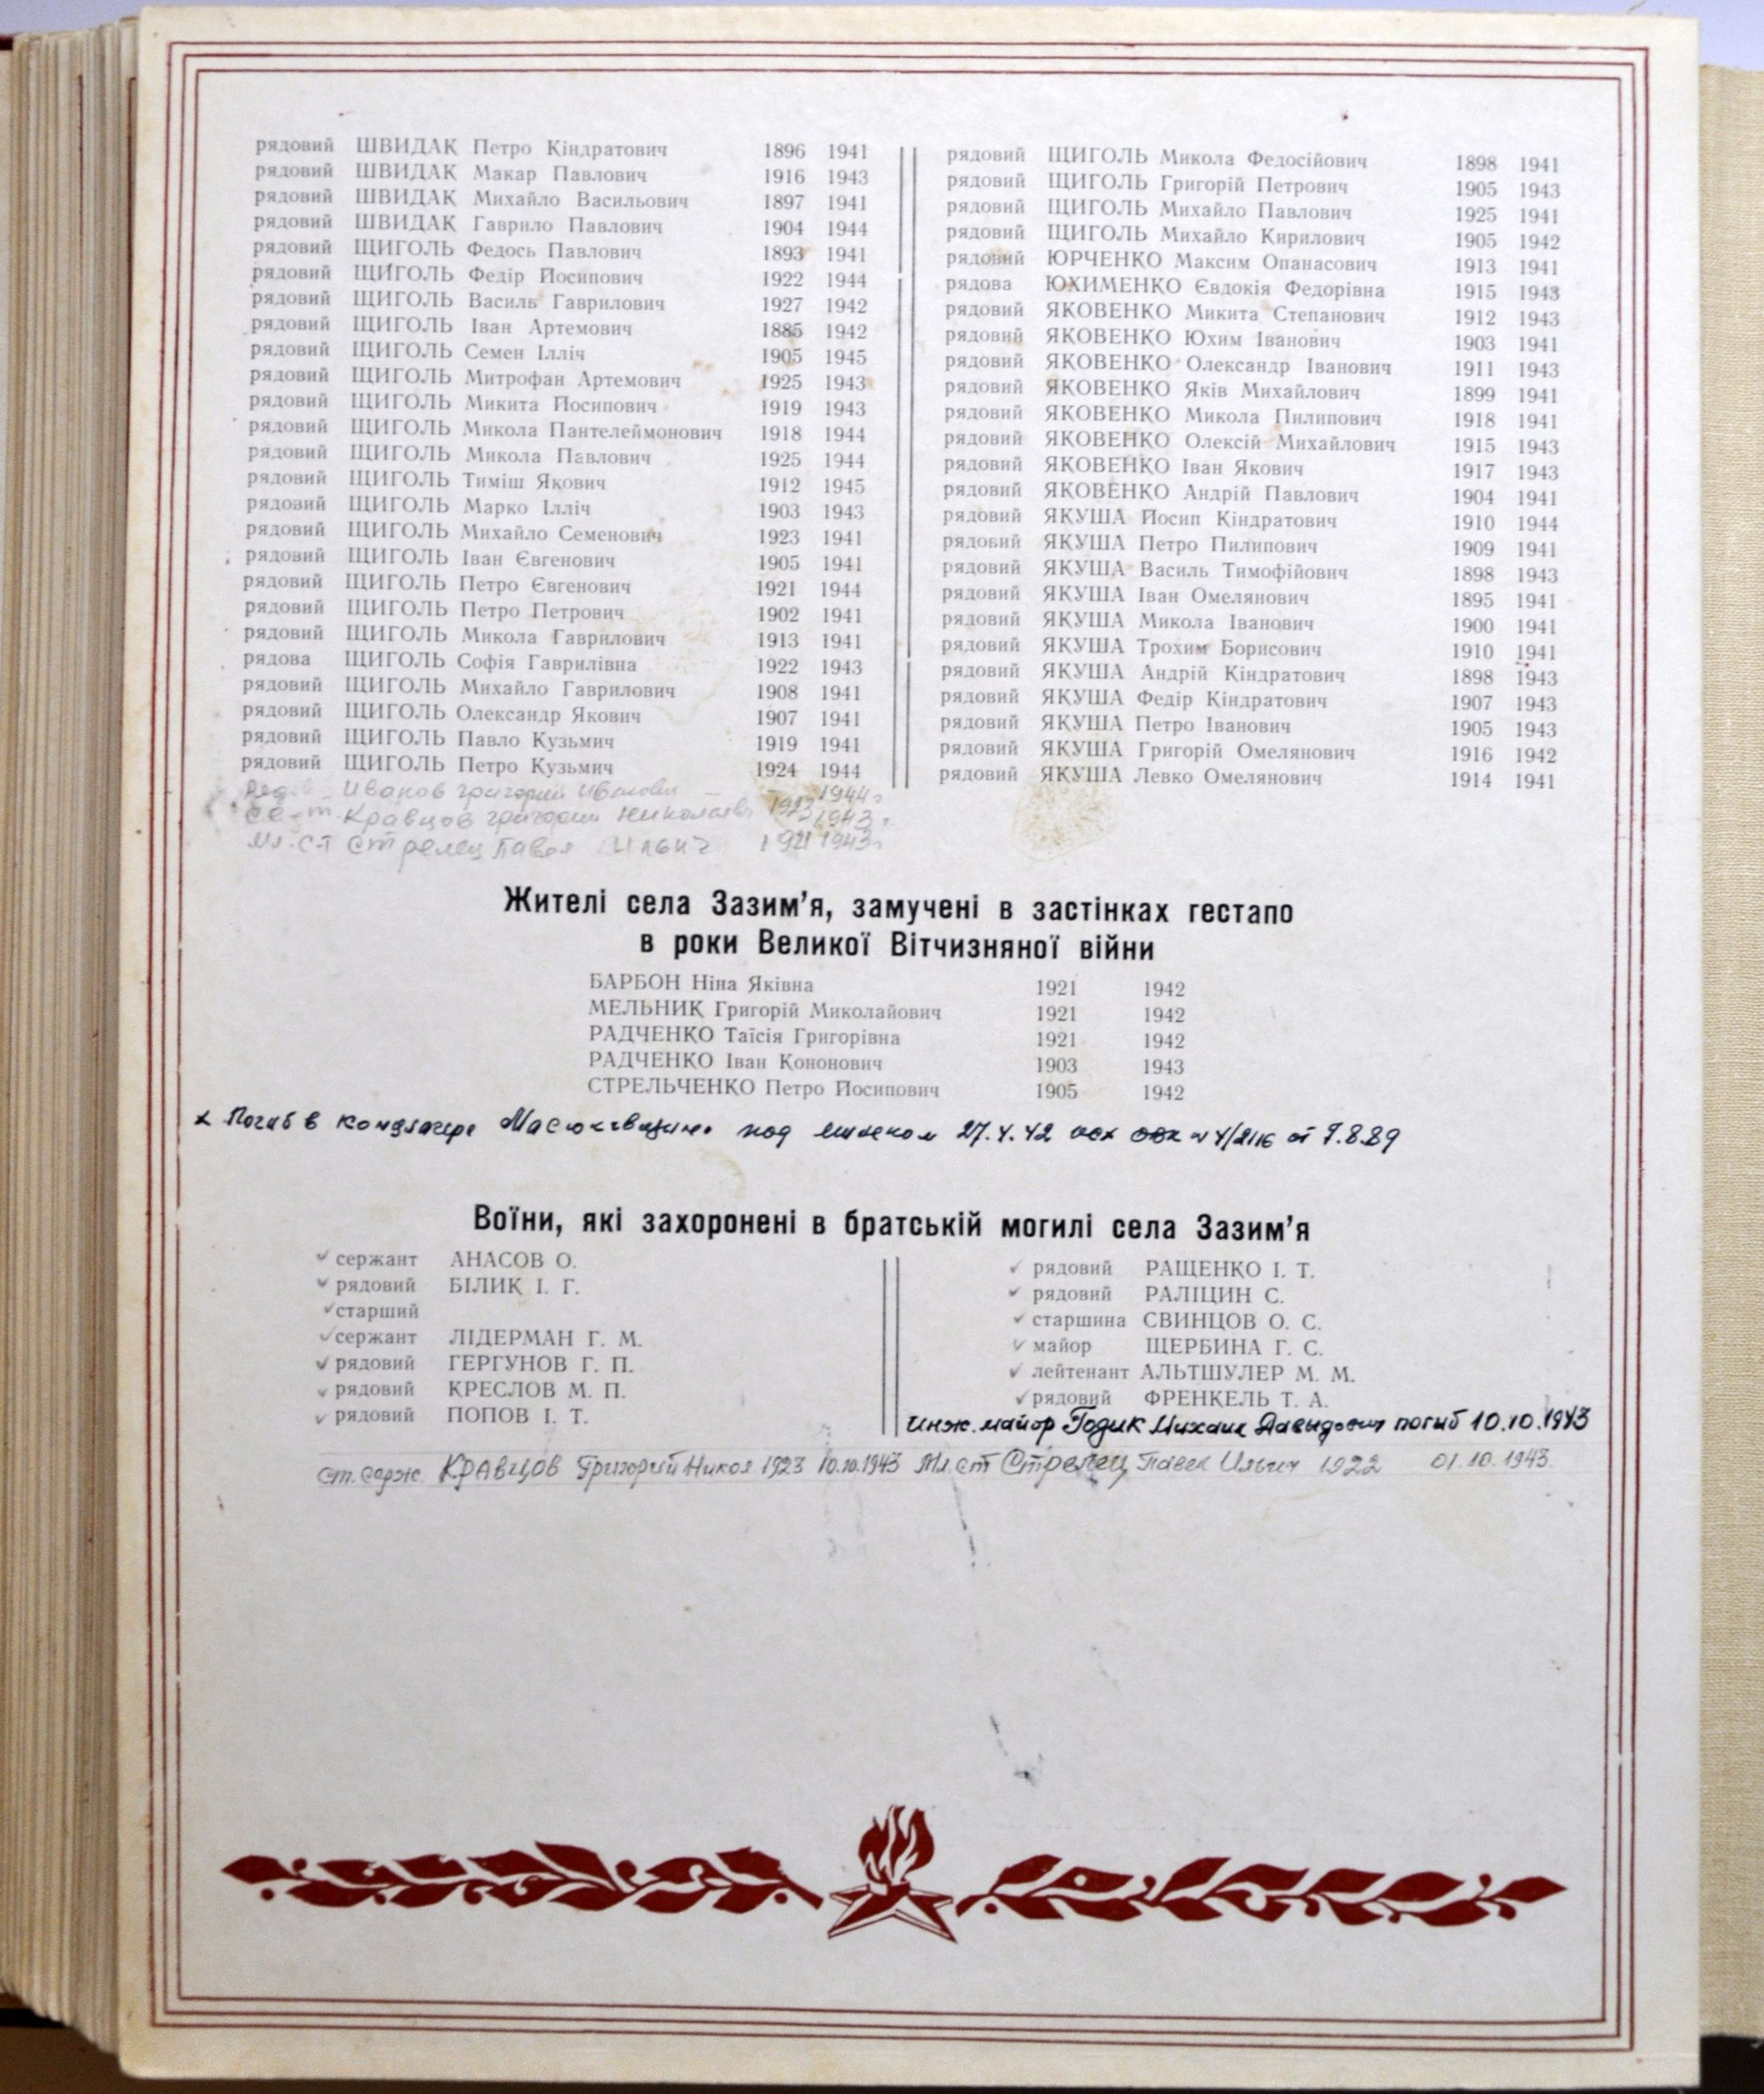 рядовий ШВИДАК Петро Кіндратович 1896 1941
рядовий ШВИДАК Макар Павлович 1916 1943
рядовий ШВИДАК Михайло Васильович 1897 1941
рядовий ШВИДАК Гаврило Павлович 1904 1944
рядовий ЩИГОЛЬ Федось Павлович 1893 1941
рядовий ЩИГОЛЬ Федір Йосипович 1922 1944
рядовий ЩИГОЛЬ Василь Гаврилович 1927 1942
рядовий ЩИГОЛЬ Іван Артемович 1885 1942
рядовий ЩИГОЛЬ Семен Ілліч 1905 1945
рядовий ЩИГОЛЬ Митрофан Артемович 1925 1943
рядовий ЩИГОЛЬ Микита Йосипович 1919 1943
рядовий ЩИГОЛЬ Микола Пантелеймонович 1918 1944
рядовий ЩИГОЛЬ Микола Павлович 1925 1944
рядовий ЩИГОЛЬ Тиміш Якович 1912 1945
рядовий ЩИГОЛЬ Марко Ілліч 1903 1943
рядовий ЩИГОЛЬ Михайло Семенович 1923 1941
рядовий ЩИГОЛЬ Іван Євгенович 1905 1941
рядовий ЩИГОЛЬ Петро Євгенович 1921 1944
рядовий ЩИГОЛЬ Петро Петрович 1902 1941
рядовий ЩИГОЛЬ Микола Гаврилович 1913 1941
рядова ЩИГОЛЬ Софія Гаврилівна 1922 1943
рядовий ЩИГОЛЬ Михайло Гаврилович 1908 1941
рядовий ЩИГОЛЬ Олександр Якович 1907 1941
рядовий ЩИГОЛЬ Павло Кузьмич 1919 1941
рядовий ЩИГОЛЬ Петро Кузьмич 1924 1944
Иванов Григорий Иванович 1944 г
Кравцов Григорий Николаев 1923 1943 г.
Мл. ст Стрелец Павел Ильич 1921 1943 г
рядовий ЩИГОЛЬ Микола Федосійович 1898 1941
рядовий ЩИГОЛЬ Григорій Петрович 1905 1943
рядовий ЩИГОЛЬ Михайло Павлович 1925 1941
рядовий ЩИГОЛЬ Михайло Кирилович 1905 1942
рядовий ЮРЧЕНКО Максим Опанасович 1913 1941
рядова ЮХИМЕНКО Євдокія Федорівна 1915 1943
рядовий ЯКОВЕНКО Микита Степанович 1912 1943
рядовий ЯКОВЕНКО Юхим Іванович 1903 1941
рядовий ЯКОВЕНКО Олександр Іванович 1911 1943
рядовий ЯКОВЕНКО Яків Михайлович 1899 1941
рядовий ЯКОВЕНКО Микола Пилипович 1918 1941
рядовий ЯКОВЕНКО Олексій Михайлович 1915 1943
рядовий ЯКОВЕНКО Іван Якович 1917 1943
рядовий ЯКОВЕНКО Андрій Павлович 1904 1941
рядовий ЯКУША Йосип Кіндратович 1910 1944
рядовий ЯКУША Петро Пилипович 1909 1941
рядовий ЯКУША Василь Тимофійович 1898 1943
рядовий ЯКУША Іван Омелянович 1895 1941
рядовий ЯКУША Микола Іванович 1900 1941
рядовий ЯКУША Трохим Борисович 1910 1941
рядовий ЯКУША Андрій Кіндратович 1898 1943
рядовий ЯКУША Федір Кіндратович 1907 1943
рядовий ЯКУША Петро Іванович 1905 1943
рядовий ЯКУША Григорій Омелянович 1916 1942
рядовий ЯКУША Левко Омелянович 1914 1941
Жителі села Зазим'я, замучені в застінках гестапо
в роки Великої Вітчизняної війни
БАРБОН Ніна Яківна 1921 1942
МЕЛЬНИК Григорій Миколайович 1921 1942
РАДЧЕНКО Таїсія Григорівна 1921 1942
РАДЧЕНКО Іван Кононович 1903 1943
СТРЕЛЬЧЕНКО Петро Йосипович 1905 1942
х Погиб в концлагере под Минском 27.4.42 от 9.8.89
Воїни, які захоронені в братській могилі села Зазим'я
сержант АНАСОВ О.
рядовий БІЛИК І. Г.
старший
сержант ЛІДЕРМАН Г. М.
рядовий ГЕРГУНОВ Г. П.
рядовий КРЕСЛОВ М. П.
рядовий ПОПОВ І. Т.
рядовий РАЩЕНКО І. Т.
рядовий РАЛІЦИН С.
старшина СВИНЦОВ О. С.
майор ЩЕРБИНА Г. С.
лейтенант АЛЬТШУЛЕР М. М.
рядовий ФРЕНКЕЛЬ Т. А.
инж. майор Годик Михаил Давыдович погиб 10.10.1943
ст. серж. КРАВЦОВ Григорий Никол 1923 10.10.1943 Мл. ст Стрелец Павел Ильич 1922 01.10.1943.